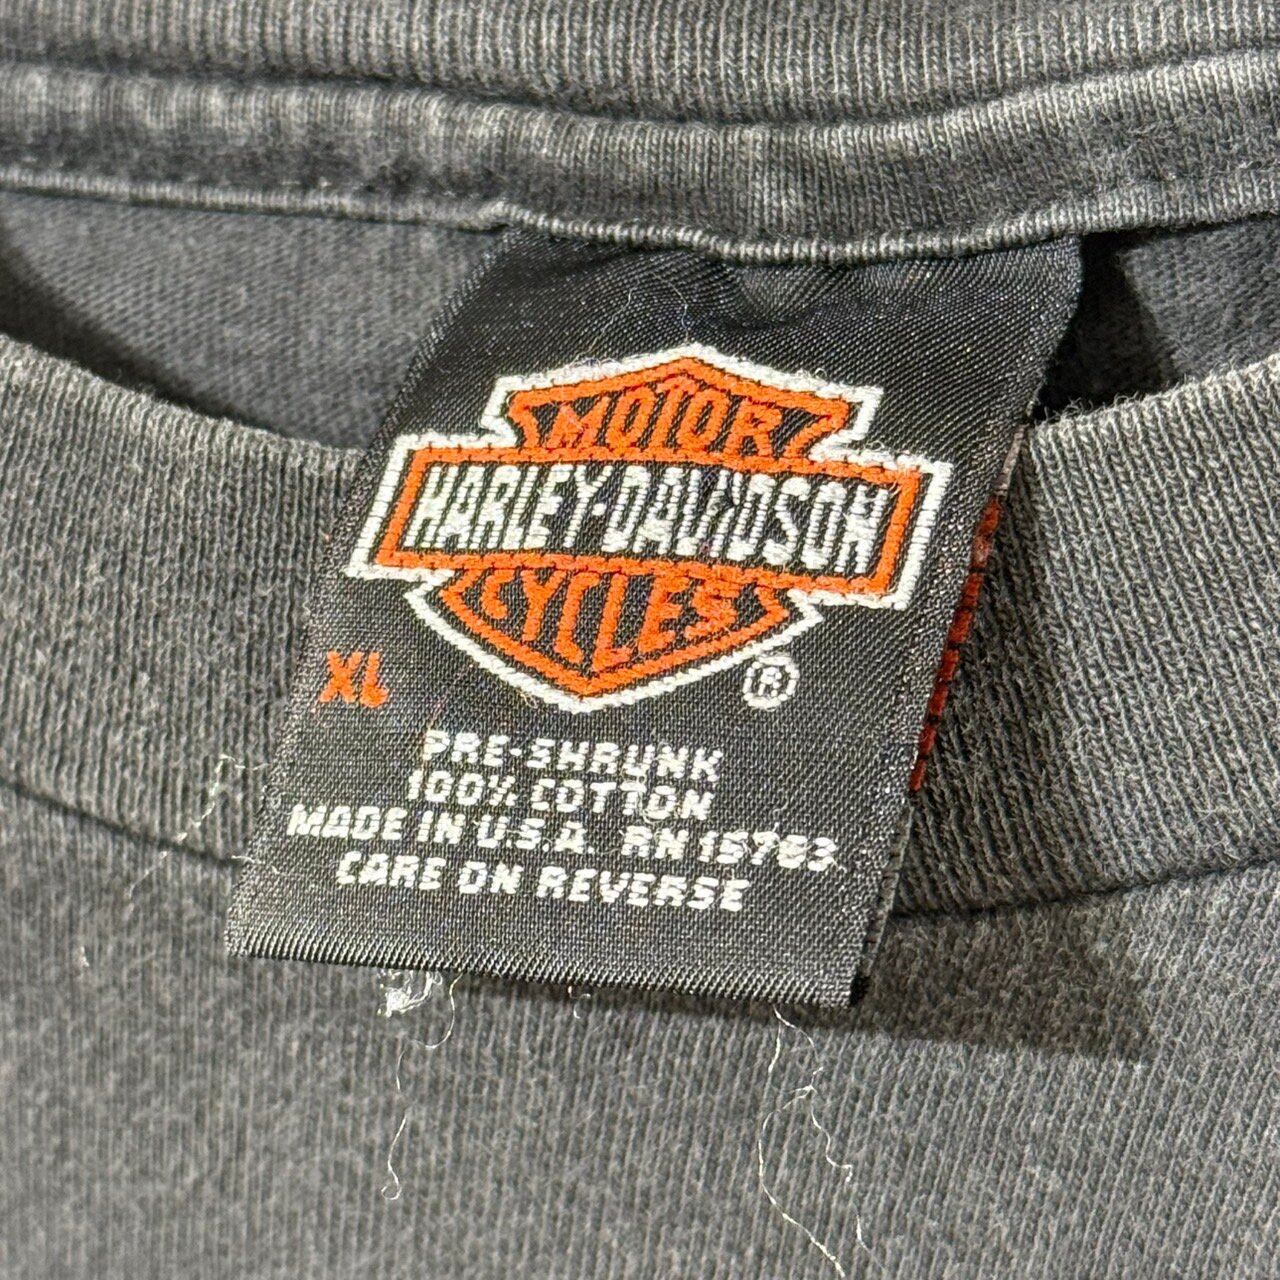 MOTOR
HARLEY-DAVIDSON
CYCLES
®
XL
PRE-SHRUNK
100% COTTON
MADE IN U.S.A. RN 15763
CARE ON REVERSE